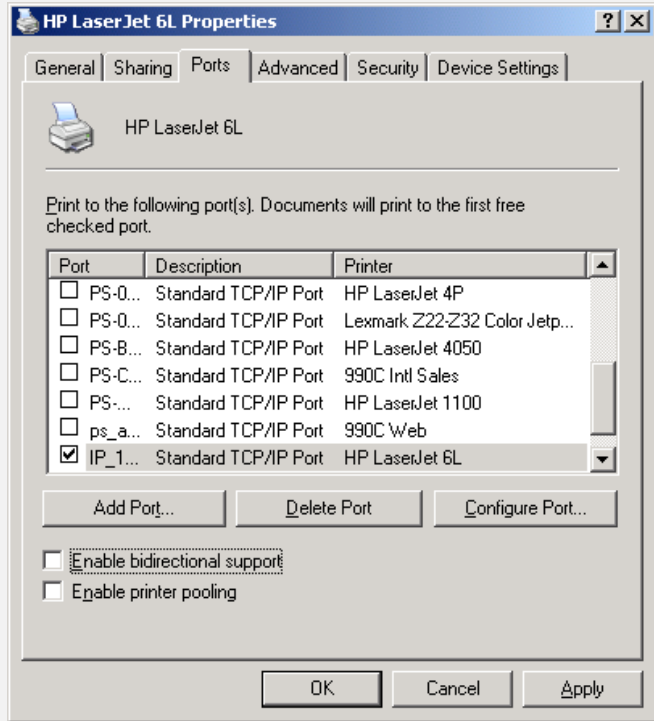 HP LaserJet 6L Properties
General Sharing Ports Advanced Security Device Settings
HP LaserJet 6L
Print to the following port(s). Documents will print to the first free
checked port.
Port Description Printer
PS-0... Standard TCP/IP Port HP LaserJet 4P
PS-0... Standard TCP/IP Port Lexmark Z22-Z32 Color Jetp...
PS-B... Standard TCP/IP Port HP LaserJet 4050
PS-C... Standard TCP/IP Port 990C Intl Sales
PS-... Standard TCP/IP Port HP LaserJet 1100
ps_a... Standard TCP/IP Port 990C Web
IP_1... Standard TCP/IP Port HP LaserJet 6L
Add Port... Delete Port Configure Port...
Enable bidirectional support
Enable printer pooling
OK Cancel Apply